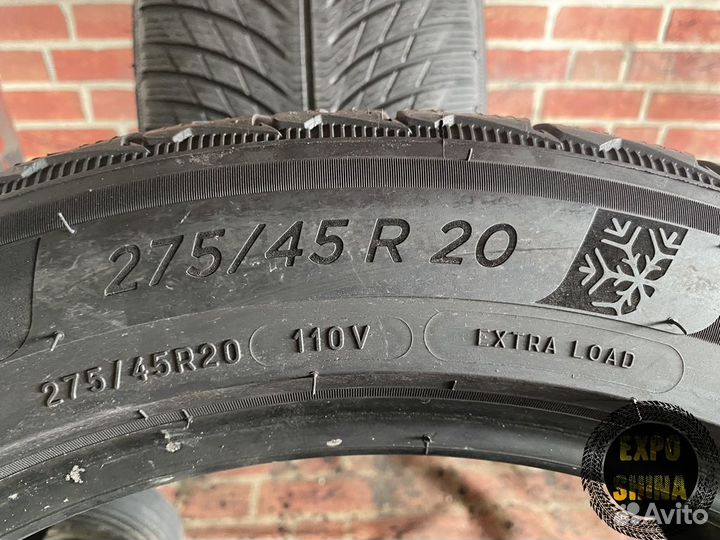 275/45 R 20
275/45R20 110V EXTRA LOAD
EXPO
SHINA
Avito